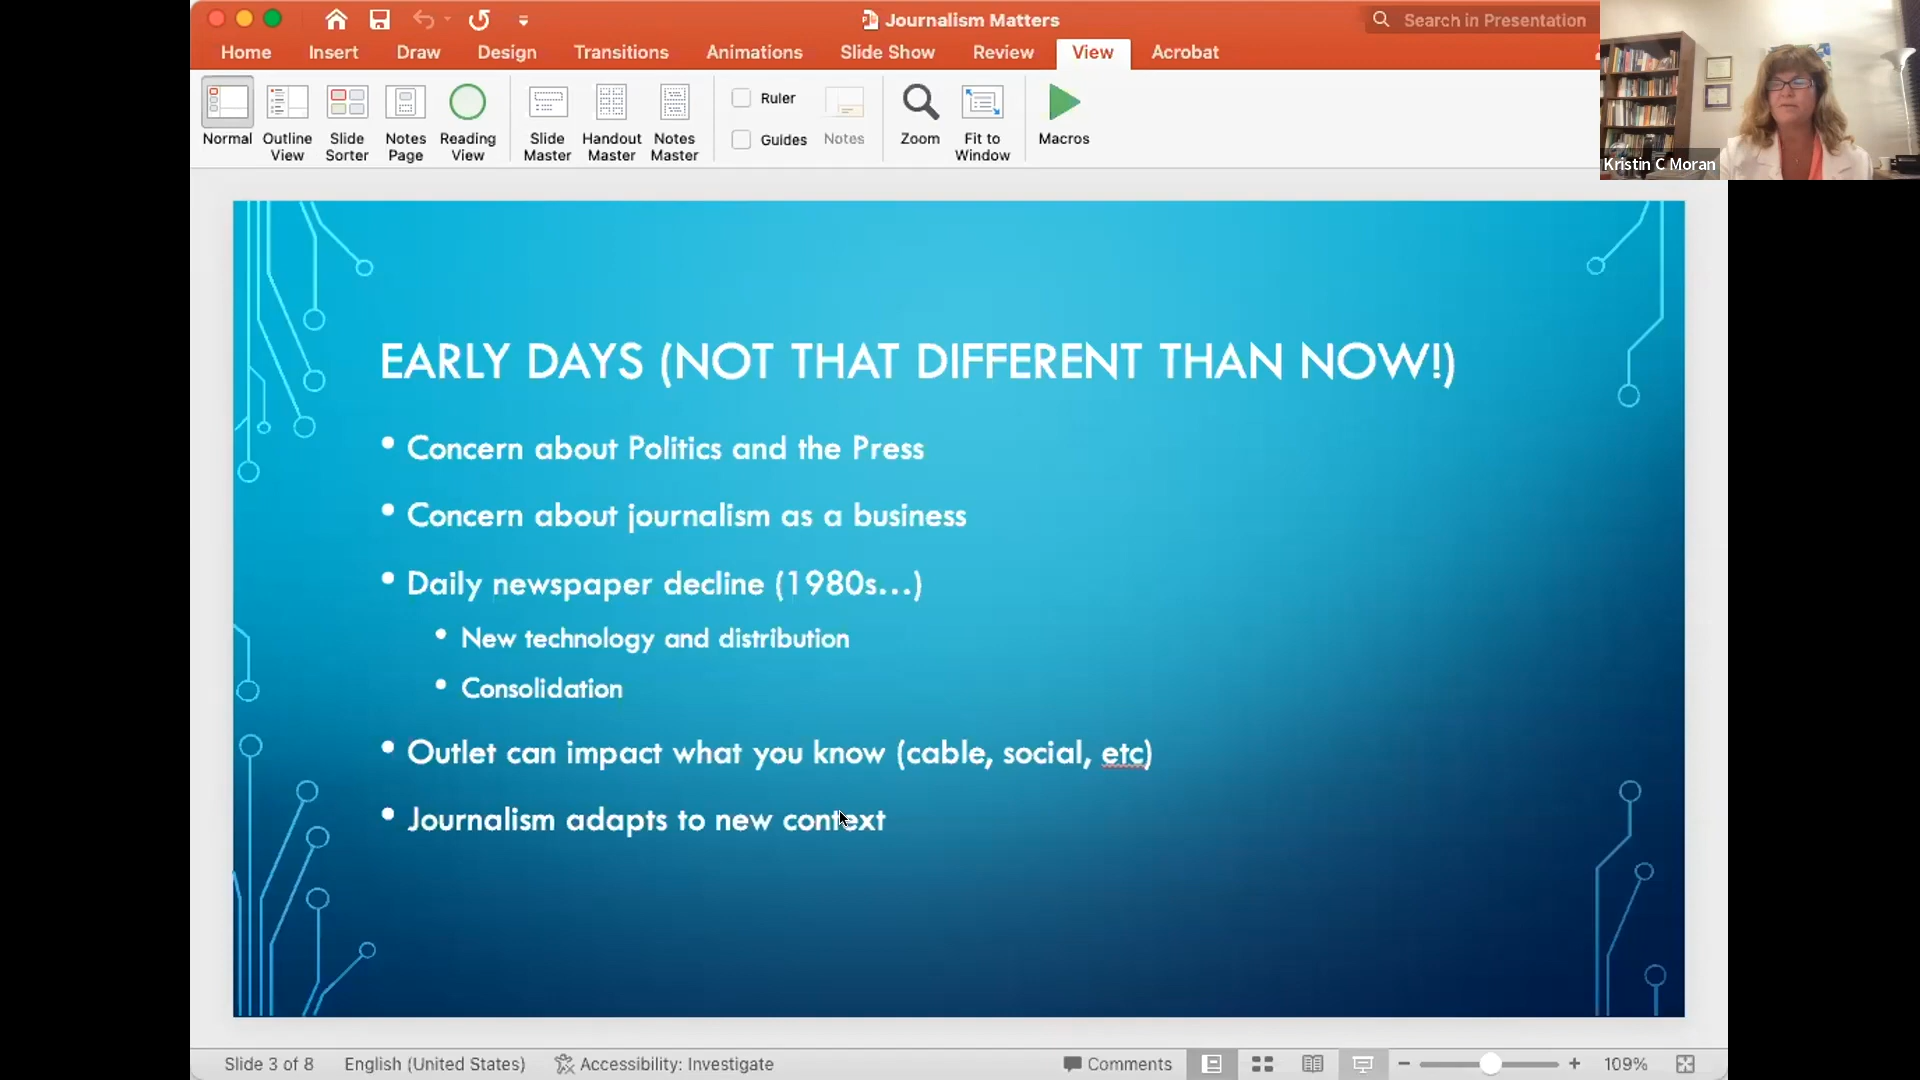 Journalism Matters
Search in Presentation
Home Insert Draw Design Transitions Animations Slide Show Review View Acrobat
Normal
Outline View
Slide Sorter
Notes Page
Reading View
Slide Master
Handout Master
Notes Master
Ruler
Guides
Notes
Zoom
Fit to Window
Macros
Kristin C Moran
EARLY DAYS (NOT THAT DIFFERENT THAN NOW!)
• Concern about Politics and the Press
• Concern about journalism as a business
• Daily newspaper decline (1980s...)
• New technology and distribution
• Consolidation
• Outlet can impact what you know (cable, social, etc)
• Journalism adapts to new context
Slide 3 of 8 English (United States) Accessibility: Investigate Comments 109%